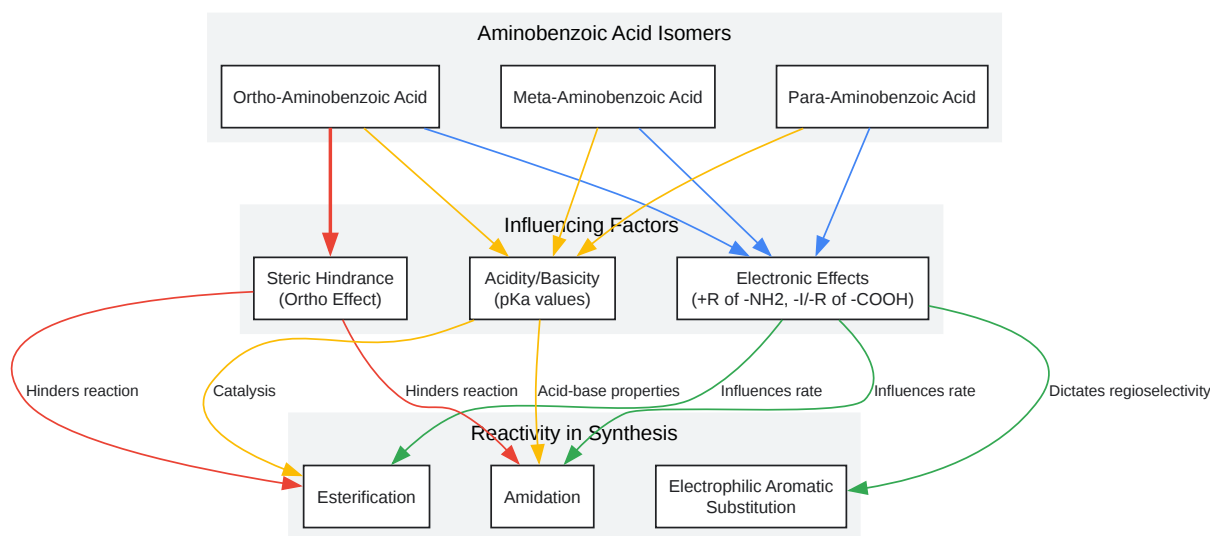 Aminobenzoic Acid Isomers
Ortho-Aminobenzoic Acid
Meta-Aminobenzoic Acid
Para-Aminobenzoic Acid
Influencing Factors
Steric Hindrance
(Ortho Effect)
Acidity/Basicity
(pKa values)
Electronic Effects
(+R of -NH2, -I/-R of -COOH)
Hinders reaction
Catalysis
Hinders reaction
Acid-base properties
Influences rate
Influences rate
Dictates regioselectivity
Reactivity in Synthesis
Esterification
Amidation
Electrophilic Aromatic
Substitution